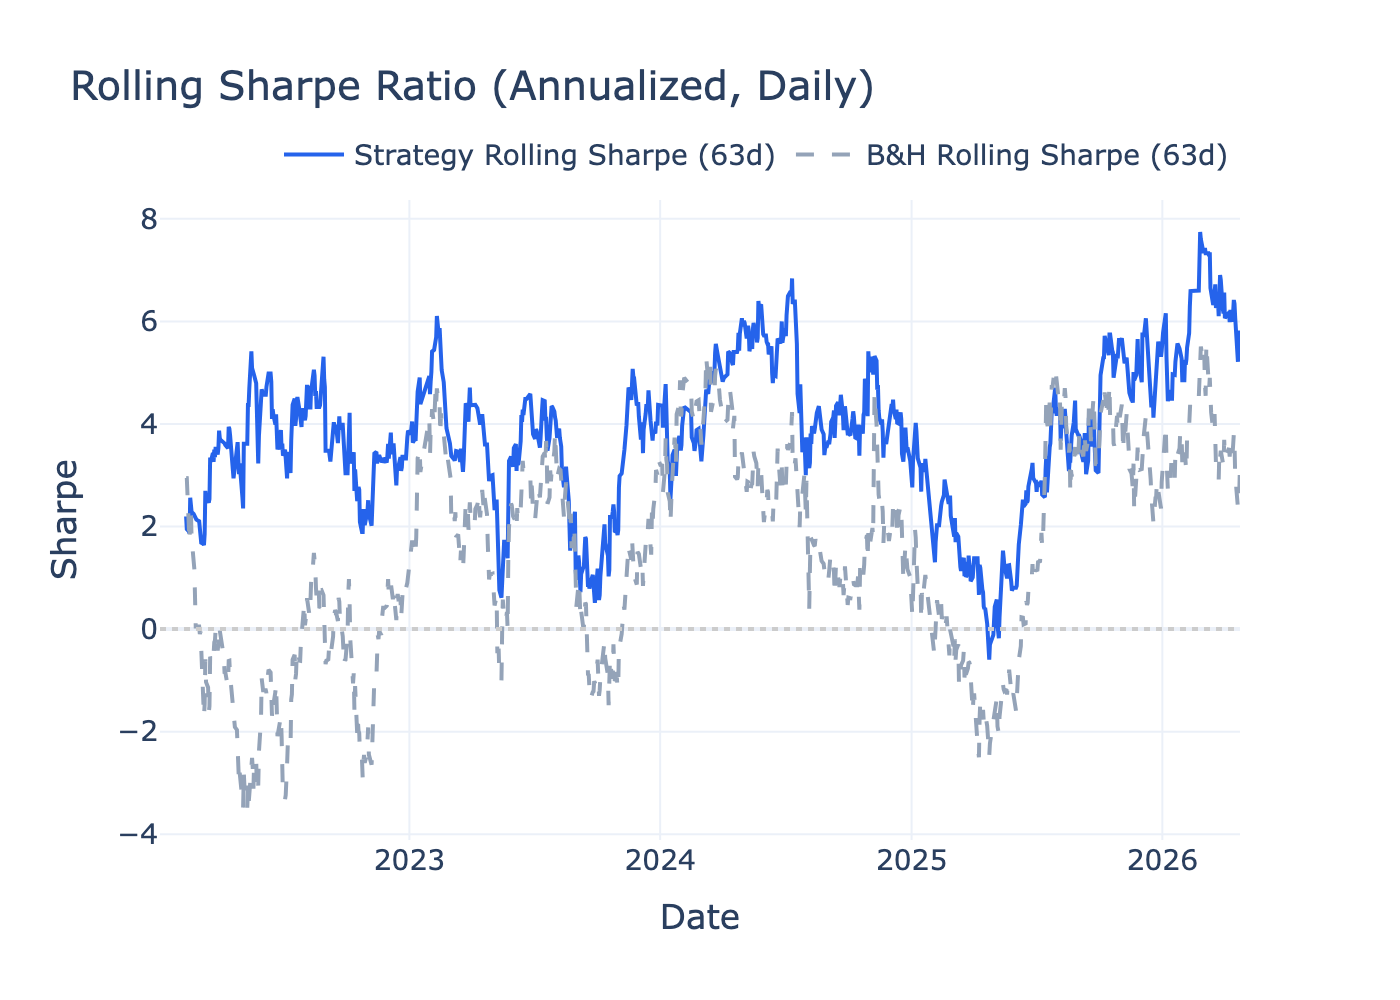 Rolling Sharpe Ratio (Annualized, Daily)
Strategy Rolling Sharpe (63d) B&H Rolling Sharpe (63d)
8
6
4
2
0
−2
−4
Sharpe
2023 2024 2025 2026
Date